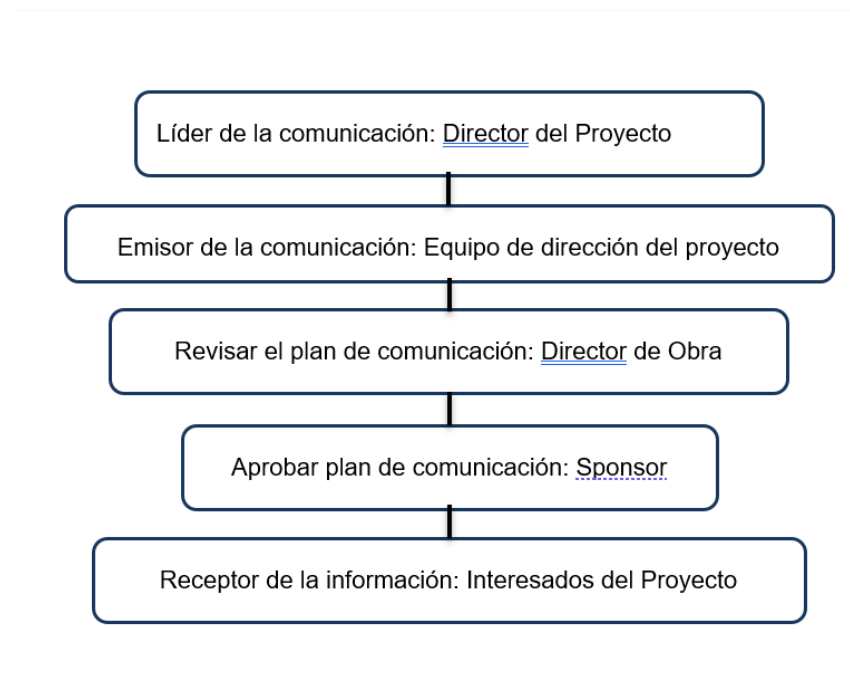 Líder de la comunicación: Director del Proyecto
Emisor de la comunicación: Equipo de dirección del proyecto
Revisar el plan de comunicación: Director de Obra
Aprobar plan de comunicación: Sponsor
Receptor de la información: Interesados del Proyecto